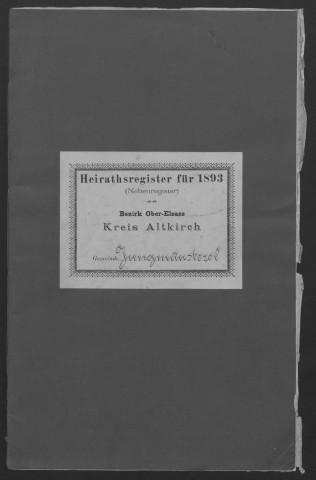 Heirathsregister für 1893
(Nebenregister)
Bezirk Ober-Elsass
Kreis Altkirch
Gemeinde Jungmünsterol